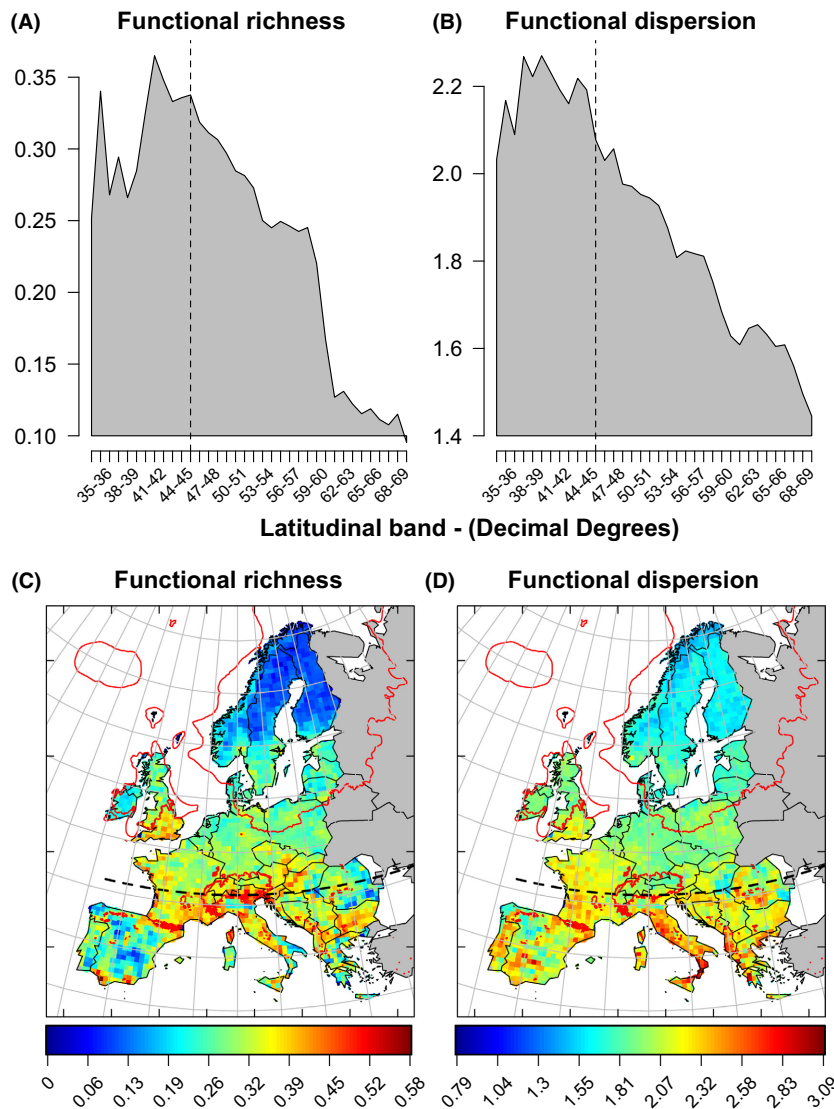 (A) Functional richness
0.35
0.30
0.25
0.20
0.15
0.10
35-36 38-39 41-42 44-45 47-48 50-51 53-54 56-57 59-60 62-63 65-66 68-69
(B) Functional dispersion
2.2
2.0
1.8
1.6
1.4
35-36 38-39 41-42 44-45 47-48 50-51 53-54 56-57 59-60 62-63 65-66 68-69
Latitudinal band - (Decimal Degrees)
(C) Functional richness
0 0.06 0.13 0.19 0.26 0.32 0.39 0.45 0.52 0.58
(D) Functional dispersion
0.79 1.04 1.3 1.55 1.81 2.07 2.32 2.58 2.83 3.09